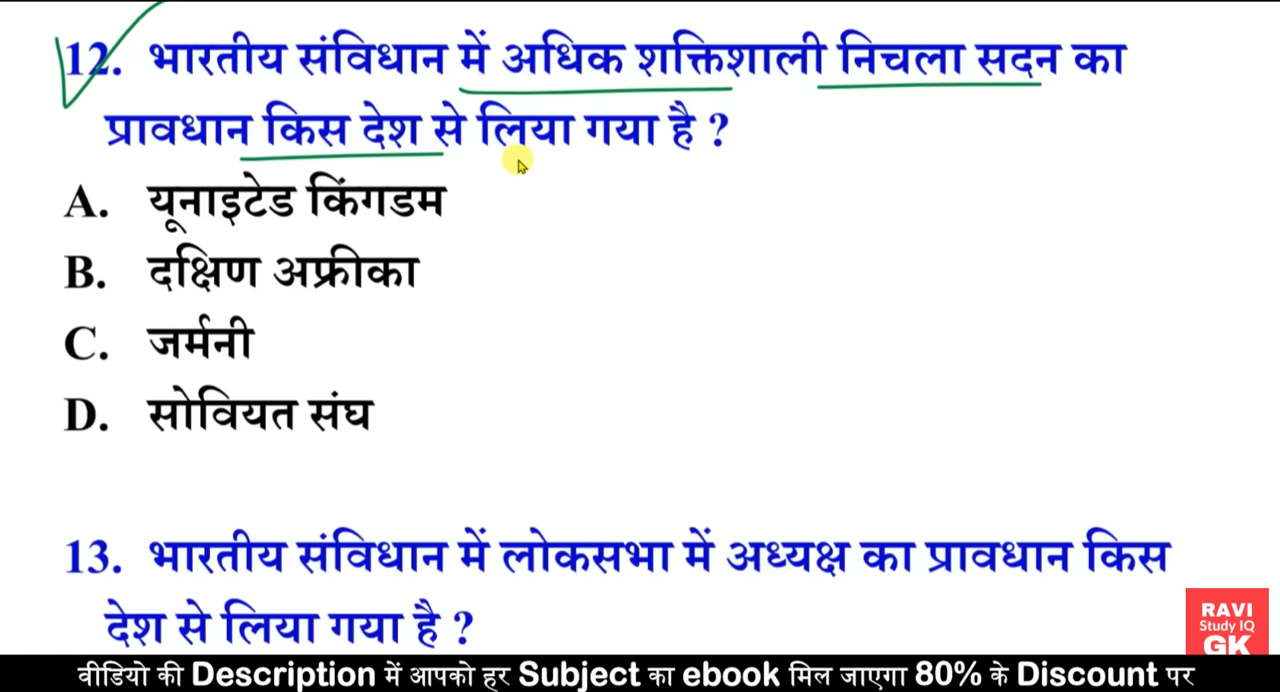 12. भारतीय संविधान में अधिक शक्तिशाली निचला सदन का
प्रावधान किस देश से लिया गया है ?
A. यूनाइटेड किंगडम
B. दक्षिण अफ्रीका
C. जर्मनी
D. सोवियत संघ
13. भारतीय संविधान में लोकसभा में अध्यक्ष का प्रावधान किस
देश से लिया गया है ?
RAVI
Study IQ
GK
वीडियो की Description में आपको हर Subject का ebook मिल जाएगा 80% के Discount पर